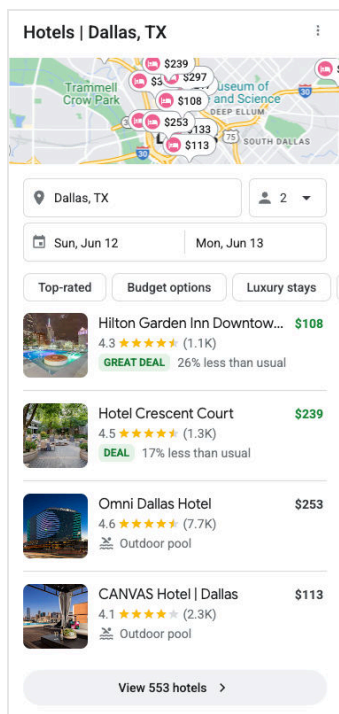 Hotels | Dallas, TX
$239
$297
Trammell
Crow Park
useum of
and Science
$108
DEEP ELLUM
$253
$133
75
30
$113
SOUTH DALLAS
30
Dallas, TX
2
Sun, Jun 12
Mon, Jun 13
Top-rated
Budget options
Luxury stays
Hilton Garden Inn Downtow... $108
4.3 (1.1K)
GREAT DEAL 26% less than usual
Hotel Crescent Court $239
4.5 (1.3K)
DEAL 17% less than usual
Omni Dallas Hotel $253
4.6 (7.7K)
Outdoor pool
CANVAS Hotel | Dallas $113
4.1 (2.3K)
Outdoor pool
View 553 hotels